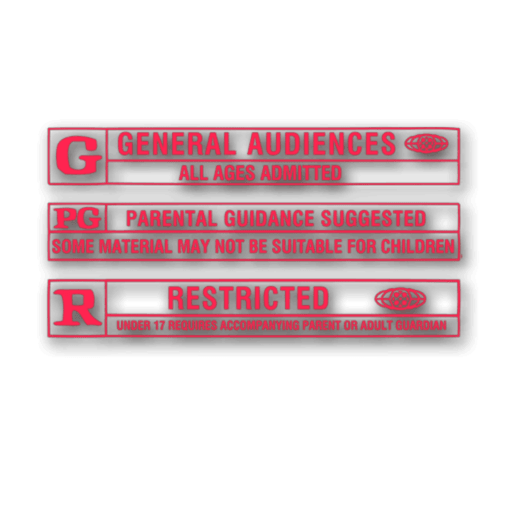 G
GENERAL AUDIENCES
ALL AGES ADMITTED
PG
PARENTAL GUIDANCE SUGGESTED
SOME MATERIAL MAY NOT BE SUITABLE FOR CHILDREN
R
RESTRICTED
UNDER 17 REQUIRES ACCOMPANYING PARENT OR ADULT GUARDIAN